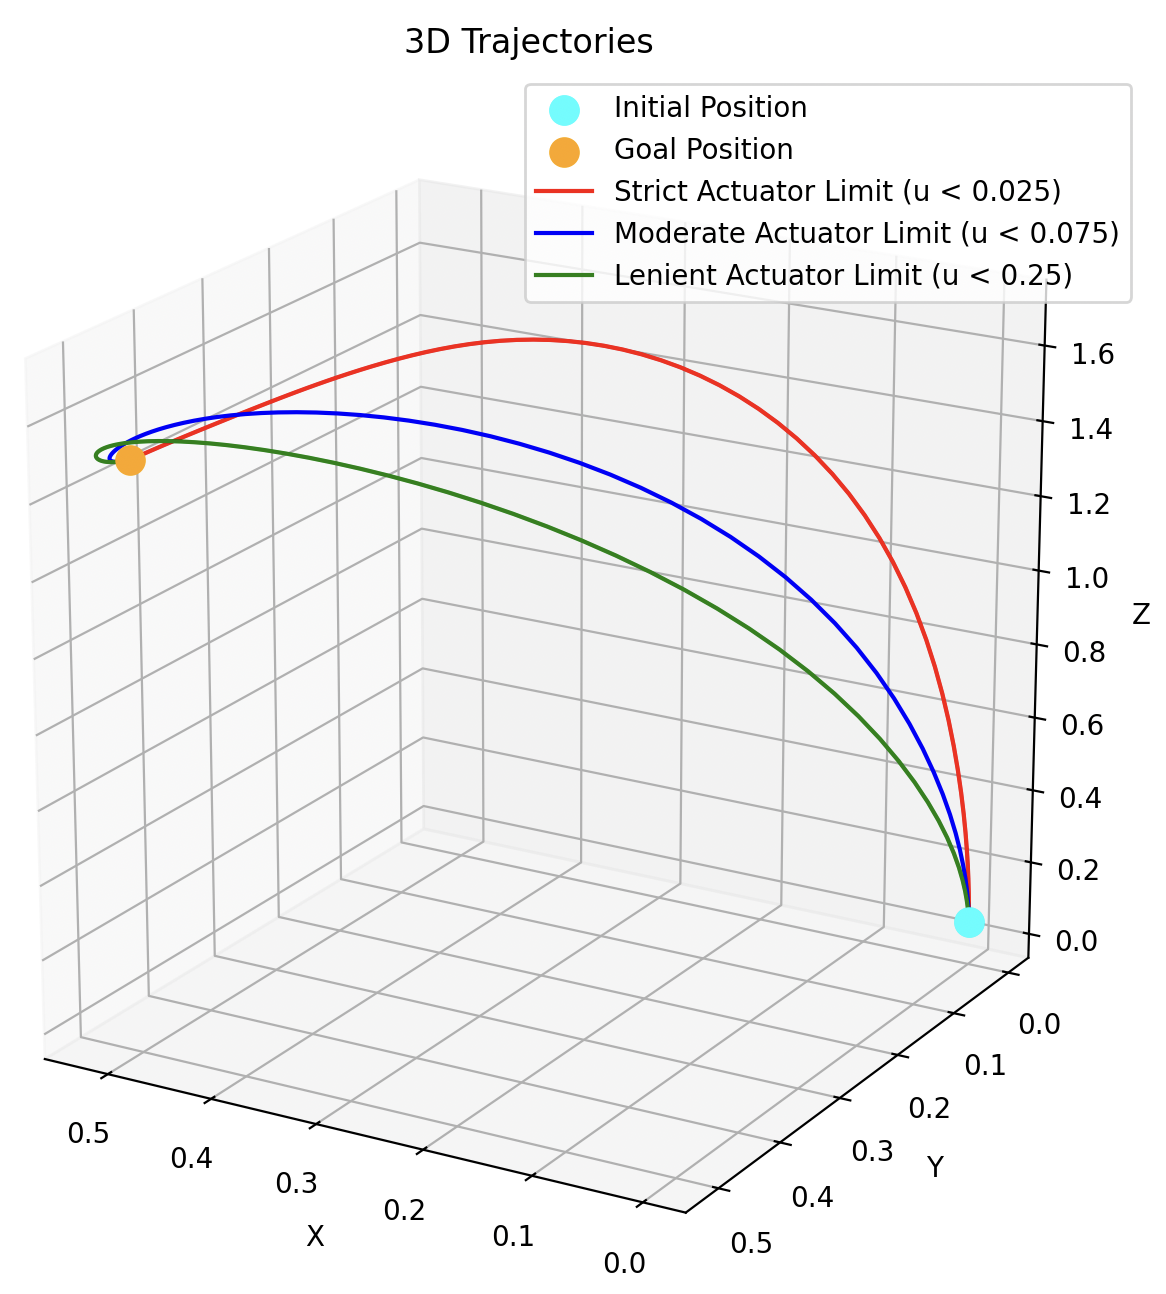 3D Trajectories
Initial Position
Goal Position
Strict Actuator Limit (u < 0.025)
Moderate Actuator Limit (u < 0.075)
Lenient Actuator Limit (u < 0.25)
1.6
1.4
1.2
1.0
Z
0.8
0.6
0.4
0.2
0.0
0.0
0.1
0.2
0.3
Y
0.4
0.5
0.5
0.4
0.3
0.2
X
0.1
0.0